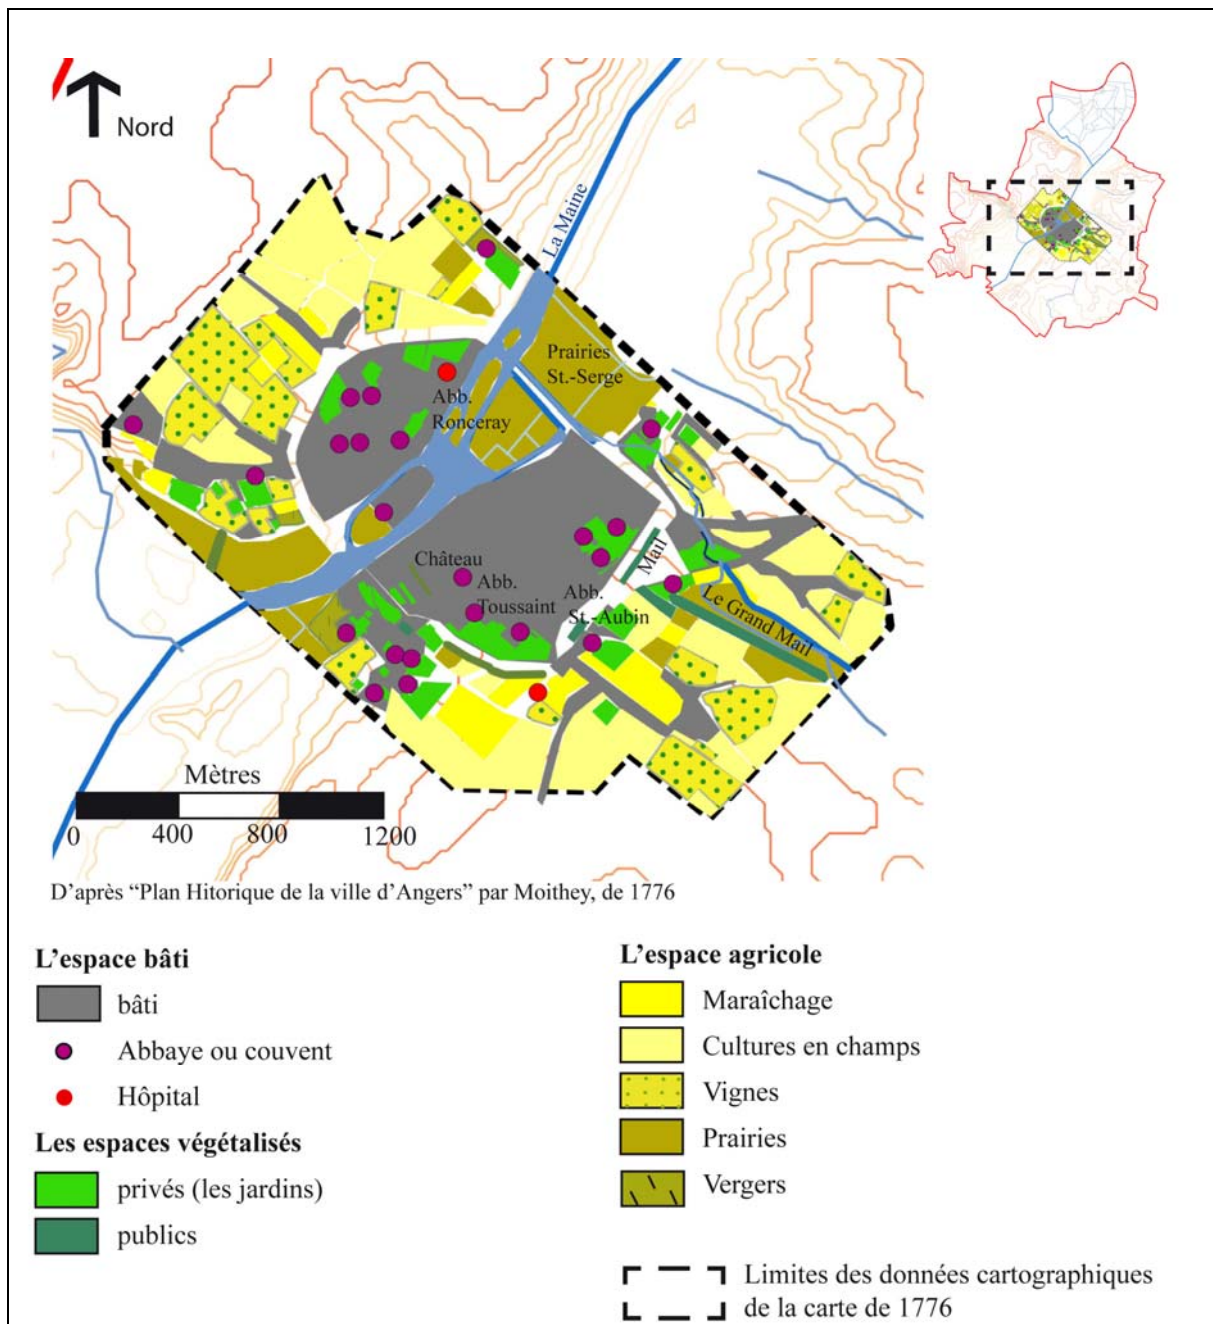 Nord
La Maine
Prairies
St.-Serge
Abb.
Ronceray
Château
Abb.
Toussaint
Mail
Abb.
St.-Aubin
Le Grand Mail
Mètres
0 400 800 1200
D'après “Plan Hitorique de la ville d'Angers” par Moithey, de 1776
L'espace bâti
bâti
Abbaye ou couvent
Hôpital
Les espaces végétalisés
privés (les jardins)
publics
L'espace agricole
Maraîchage
Cultures en champs
Vignes
Prairies
Vergers
Limites des données cartographiques
de la carte de 1776